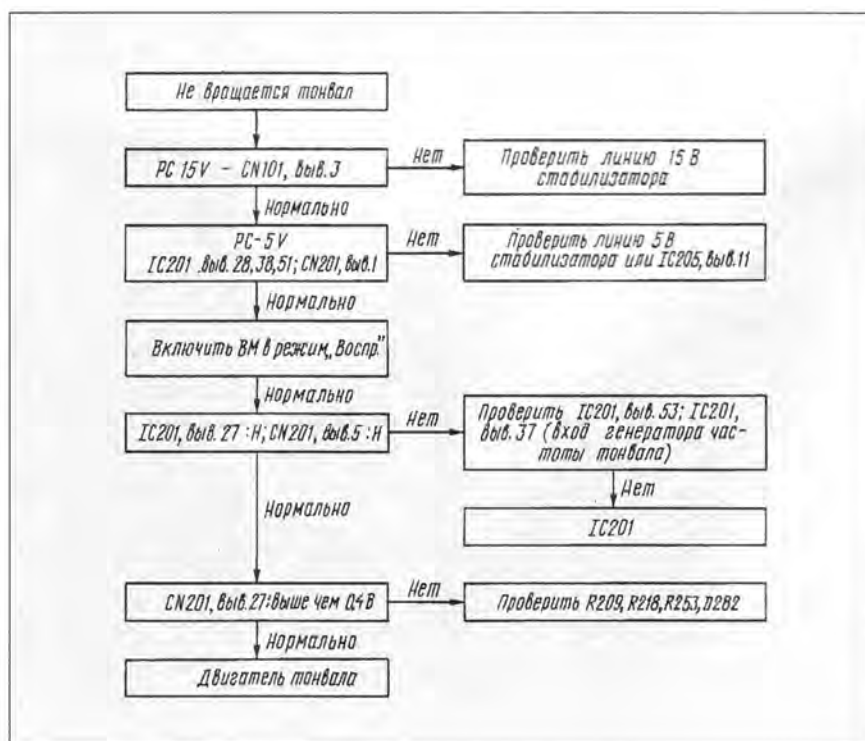 Не вращается тонвал
РС 15V – CN101, выв.3
Нет
Проверить линию 15 В
стабилизатора
Нормально
РС-5V
IC201 .выв. 28,38,51; CN201, выв.1
Нет
Проверить линию 5 В
стабилизатора или IC205, выв.11
Нормально
Включить ВМ в режим „Воспр."
Нормально
IC201, выв. 27 :Н; CN201, выв.5 :Н
Нет
Проверить IC201, выв. 53; IC201,
выв. 37 (вход генератора час-
тоты тонвала)
Нет
IC201
Нормально
CN201, выв.27: выше чем 0,4 В
Нет
Проверить R209, R218, R253, D282
Нормально
Двигатель тонвала